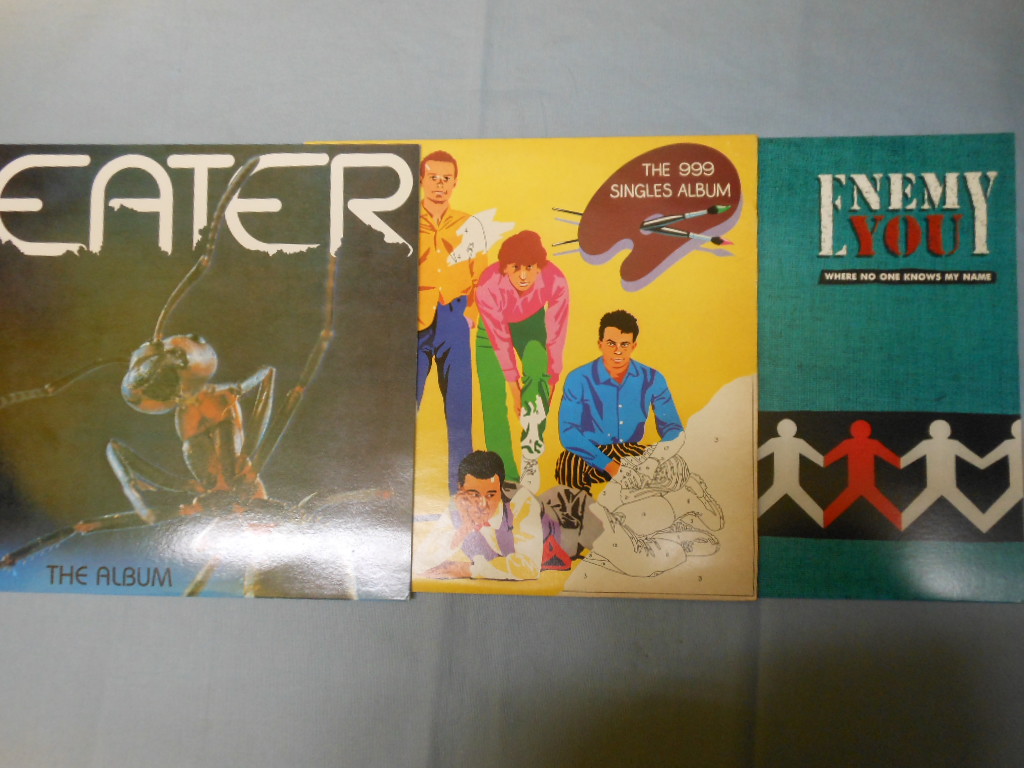 EATER
THE ALBUM
THE 999
SINGLES ALBUM
ENEMY
YOU
WHERE NO ONE KNOWS MY NAME